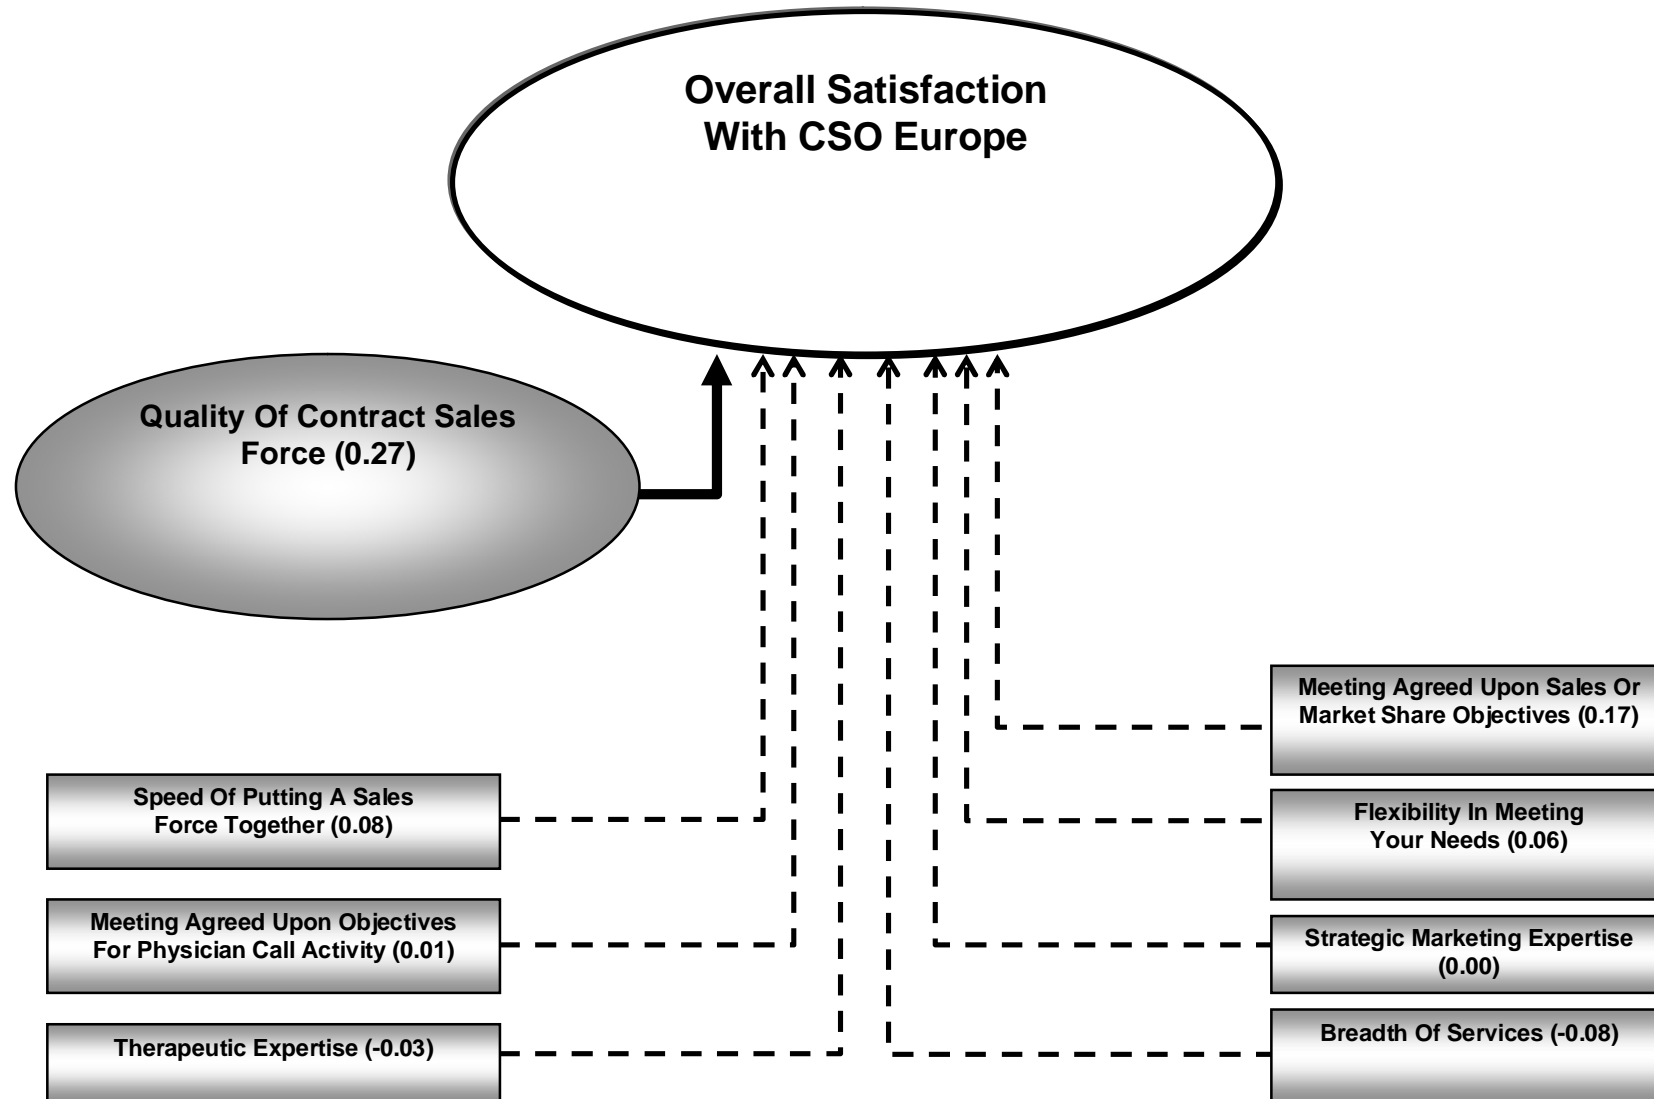 Overall Satisfaction
With CSO Europe
Quality Of Contract Sales
Force (0.27)
Meeting Agreed Upon Sales Or
Market Share Objectives (0.17)
Speed Of Putting A Sales
Force Together (0.08)
Flexibility In Meeting
Your Needs (0.06)
Meeting Agreed Upon Objectives
For Physician Call Activity (0.01)
Strategic Marketing Expertise
(0.00)
Therapeutic Expertise (-0.03)
Breadth Of Services (-0.08)